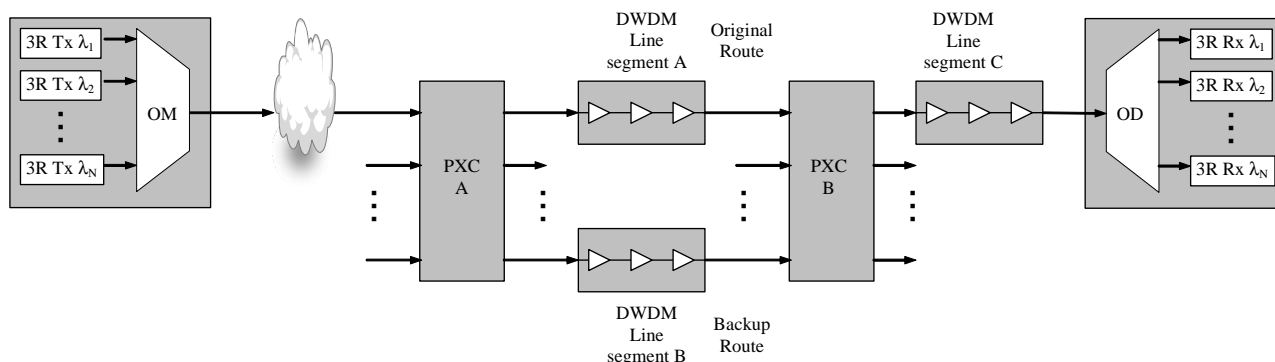 3R Tx λ1
3R Tx λ2
3R Tx λN
OM
PXC
A
DWDM
Line
segment A
Original
Route
DWDM
Line
segment B
Backup
Route
PXC
B
DWDM
Line
segment C
OD
3R Rx λ1
3R Rx λ2
3R Rx λN